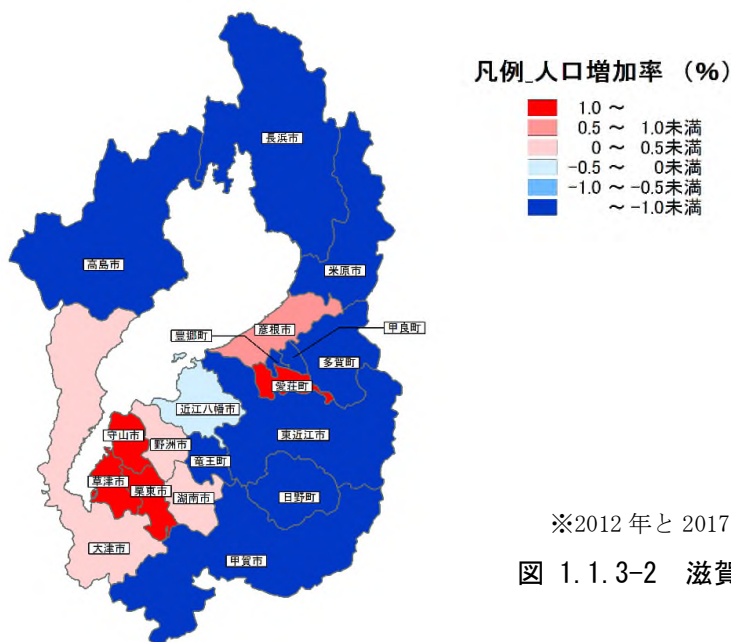 凡例_人口増加率 (%)
1.0 ~
0.5 ~ 1.0未満
0 ~ 0.5未満
-0.5 ~ 0未満
-1.0 ~ -0.5未満
~ -1.0未満
長浜市
高島市
米原市
彦根市
豊郷町
甲良町
多賀町
愛荘町
近江八幡市
守山市
野洲市
東近江市
竜王町
草津市
栗東市
湖南市
日野町
大津市
甲賀市
※2012 年と 2017
図 1.1.3-2 滋賀